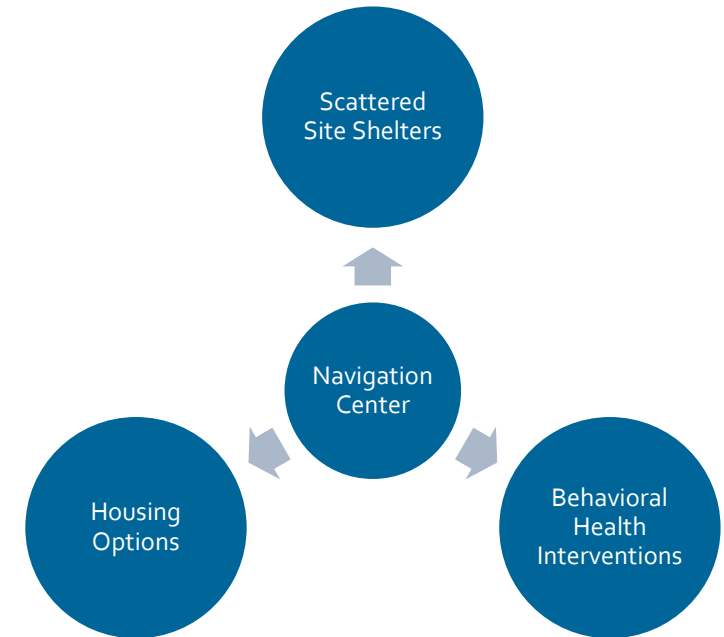 Scattered
Site Shelters
Navigation
Center
Housing
Options
Behavioral
Health
Interventions